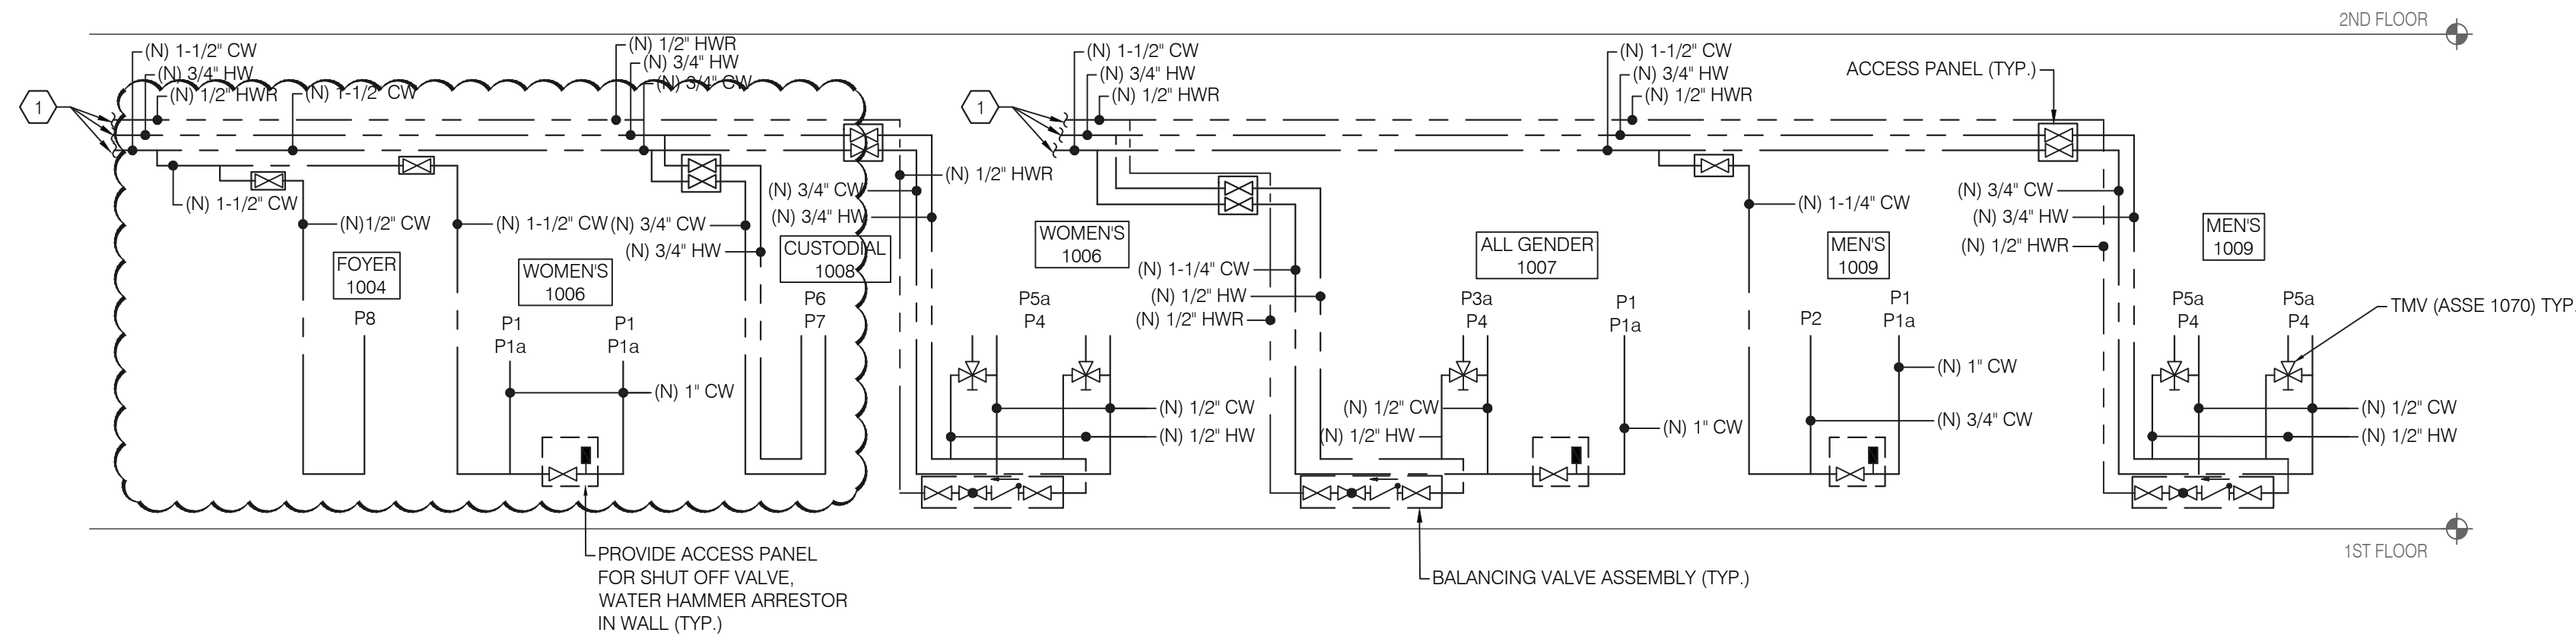 2ND FLOOR
(N) 1-1/2" CW
(N) 3/4" HW
(N) 1/2" HWR
(N) 1-1/2" CW
(N) 1/2" HWR
(N) 3/4" HW
(N) 3/4" CW
(N) 1-1/2" CW
(N) 3/4" HW
(N) 1/2" HWR
(N) 1-1/2" CW
(N) 3/4" HW
(N) 1/2" HWR
ACCESS PANEL (TYP.)
1
1
(N) 1-1/2" CW
(N)1/2" CW
(N) 1-1/2" CW
(N) 3/4" CW
(N) 3/4" HW
(N) 1/2" HWR
(N) 3/4" CW
(N) 3/4" HW
FOYER
1004
WOMEN'S
1006
CUSTODIAL
1008
WOMEN'S
1006
(N) 1-1/4" CW
(N) 1/2" HW
(N) 1/2" HWR
ALL GENDER
1007
(N) 1-1/4" CW
MEN'S
1009
(N) 3/4" CW
(N) 3/4" HW
(N) 1/2" HWR
MEN'S
1009
P8
P1
P1a
P1
P1a
P6
P7
P5a
P4
P3a
P4
P1
P1a
P2
P1
P1a
P5a
P4
P5a
P4
TMV (ASSE 1070) TYP.
(N) 1" CW
(N) 1/2" CW
(N) 1/2" HW
(N) 1/2" CW
(N) 1/2" HW
(N) 1" CW
(N) 1" CW
(N) 3/4" CW
(N) 1/2" CW
(N) 1/2" HW
1ST FLOOR
PROVIDE ACCESS PANEL
FOR SHUT OFF VALVE,
WATER HAMMER ARRESTOR
IN WALL (TYP.)
BALANCING VALVE ASSEMBLY (TYP.)